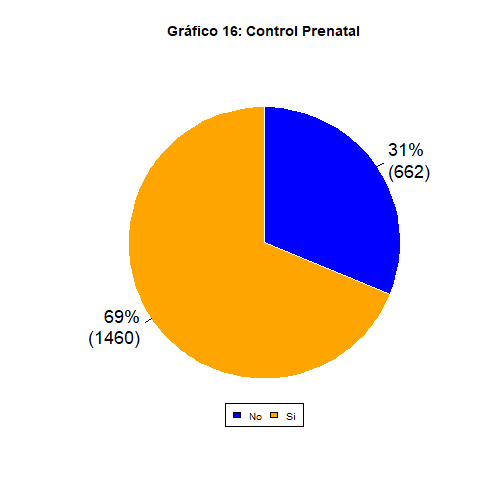 Gráfico 16: Control Prenatal
31%
(662)
69%
(1460)
No Si